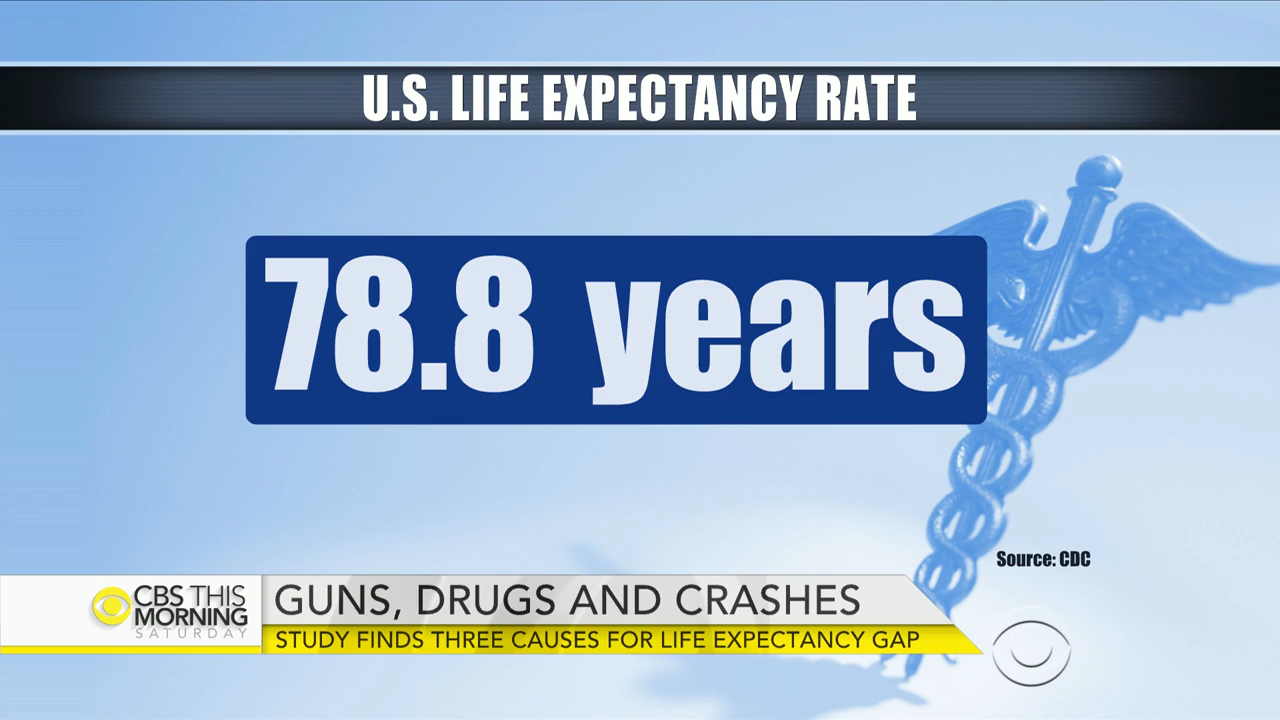 U.S. LIFE EXPECTANCY RATE
78.8 years
Source: CDC
CBS THIS
MORNING
SATURDAY
GUNS, DRUGS AND CRASHES
STUDY FINDS THREE CAUSES FOR LIFE EXPECTANCY GAP